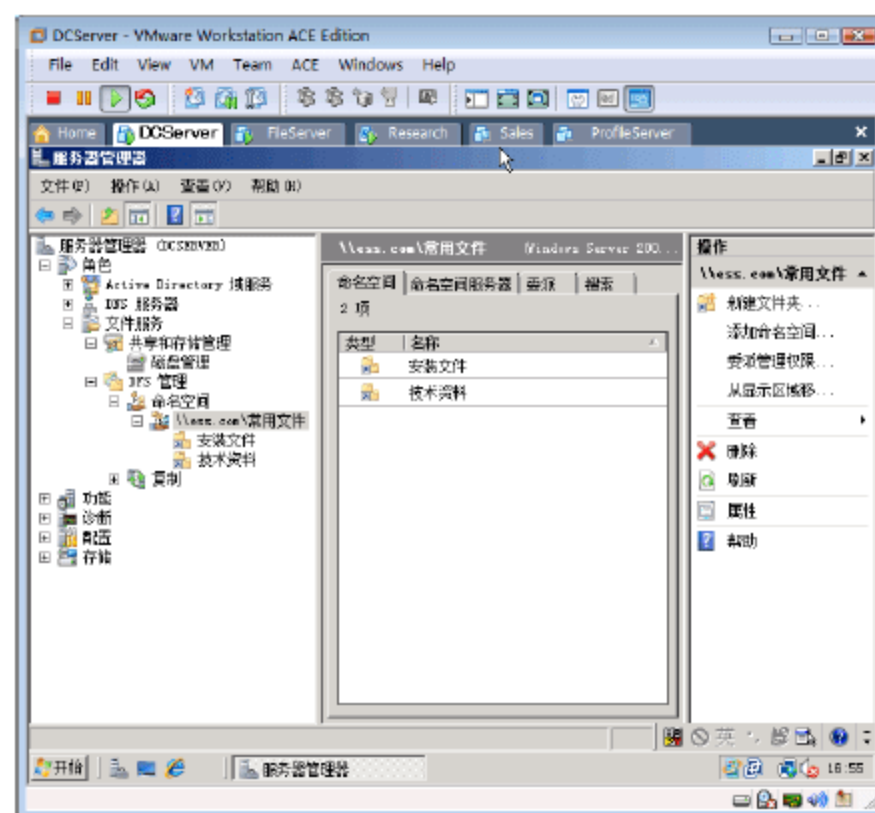 DCServer - VMware Workstation ACE Edition
File Edit View VM Team ACE Windows Help
Home DCServer FileServer Research Sales ProfileServer
服务器管理器
文件(F) 操作(A) 查看(V) 帮助(H)
服务器管理器 (DCSERVER)
角色
Active Directory 域服务
DNS 服务器
文件服务
共享和存储管理
磁盘管理
DFS 管理
命名空间
\\ess.com\常用文件
安装文件
技术资料
复制
功能
诊断
配置
存储
\\ess.com\常用文件 Windows Server 200...
命名空间 命名空间服务器 委派 搜索
2 项
类型 名称
安装文件
技术资料
操作
\\ess.com\常用文件
新建文件夹...
添加命名空间...
委派管理权限...
从显示区域移...
查看
删除
刷新
属性
帮助
英
开始 服务器管理器 16:55